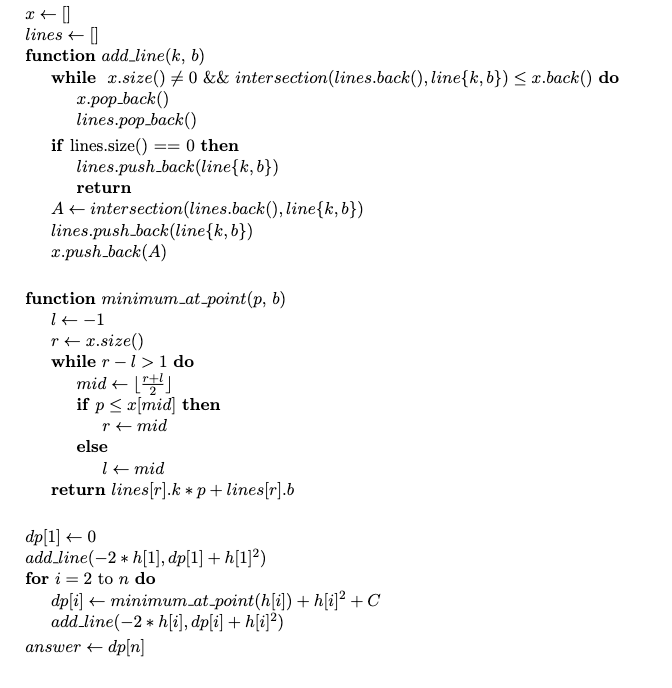 x ← []
lines ← []
function add_line(k, b)
while x.size() ≠ 0 && intersection(lines.back(), line{k, b}) ≤ x.back() do
x.pop_back()
lines.pop_back()
if lines.size() == 0 then
lines.push_back(line{k, b})
return
A ← intersection(lines.back(), line{k, b})
lines.push_back(line{k, b})
x.push_back(A)
function minimum_at_point(p, b)
l ← −1
r ← x.size()
while r − l > 1 do
mid ← ⌊(r+l)/2⌋
if p ≤ x[mid] then
r ← mid
else
l ← mid
return lines[r].k * p + lines[r].b
dp[1] ← 0
add_line(−2 * h[1], dp[1] + h[1]²)
for i = 2 to n do
dp[i] ← minimum_at_point(h[i]) + h[i]² + C
add_line(−2 * h[i], dp[i] + h[i]²)
answer ← dp[n]